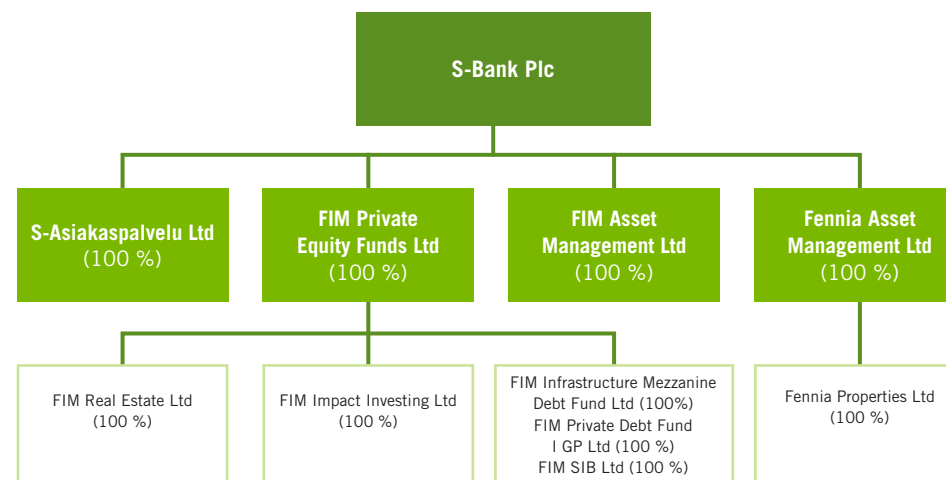 S-Bank Plc
S-Asiakaspalvelu Ltd
(100 %)
FIM Private
Equity Funds Ltd
(100 %)
FIM Asset
Management Ltd
(100 %)
Fennia Asset
Management Ltd
(100 %)
FIM Real Estate Ltd
(100 %)
FIM Impact Investing Ltd
(100 %)
FIM Infrastructure Mezzanine
Debt Fund Ltd (100%)
FIM Private Debt Fund
I GP Ltd (100 %)
FIM SIB Ltd (100 %)
Fennia Properties Ltd
(100 %)